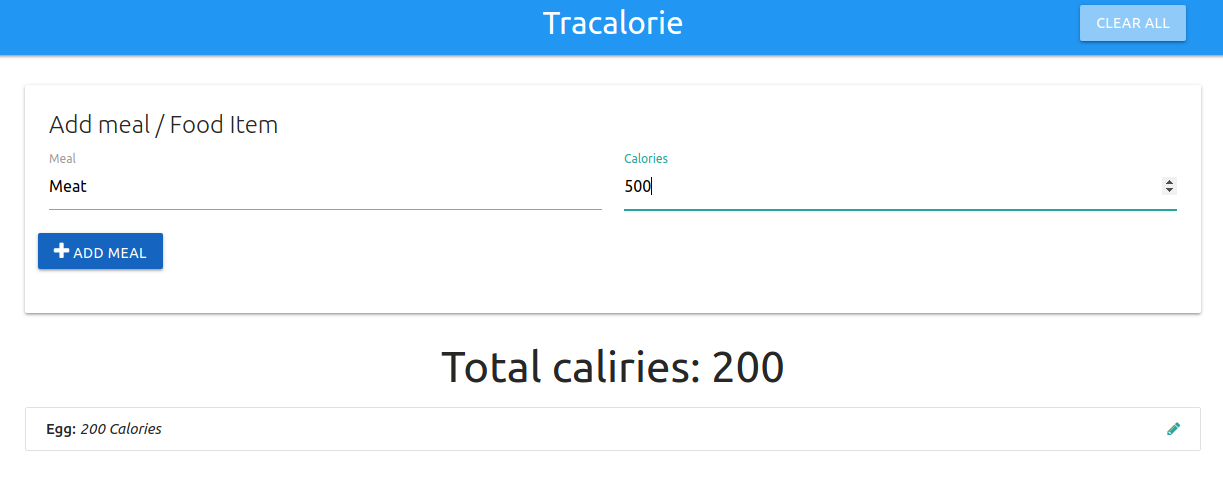 Tracalorie
CLEAR ALL
Add meal / Food Item
Meal
Calories
Meat
500
ADD MEAL
Total caliries: 200
Egg: 200 Calories